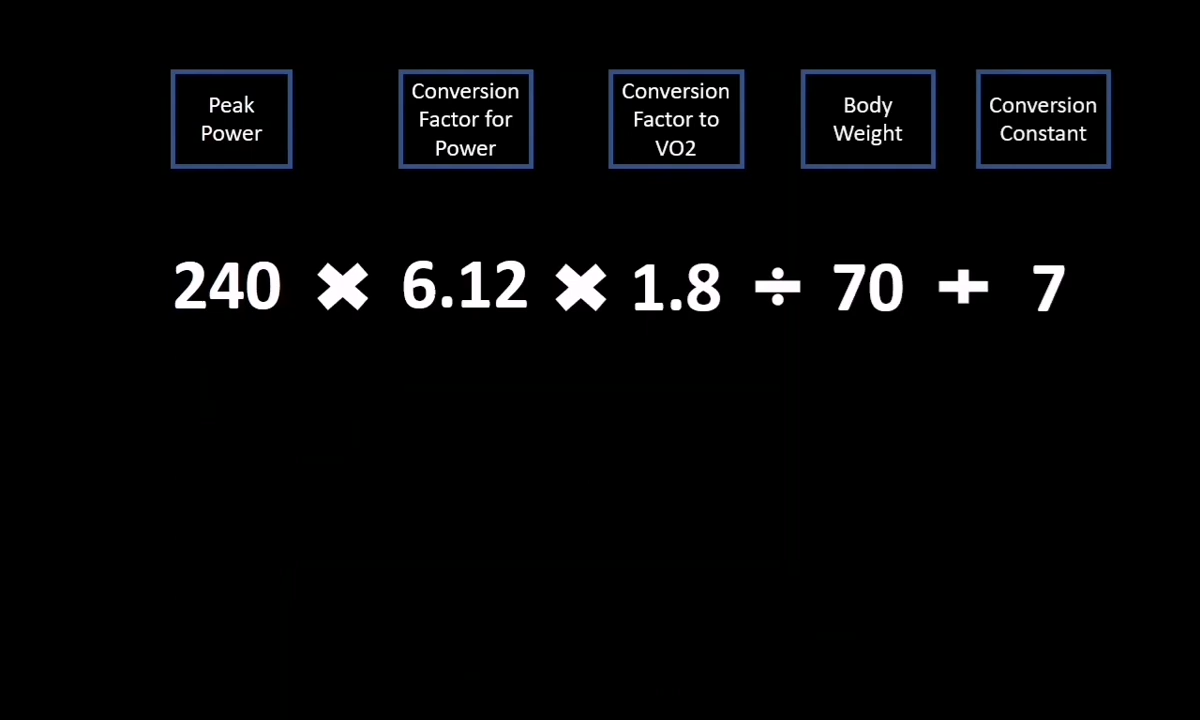 Peak
Power
Conversion
Factor for
Power
Conversion
Factor to
VO2
Body
Weight
Conversion
Constant
240 × 6.12 × 1.8 ÷ 70 + 7